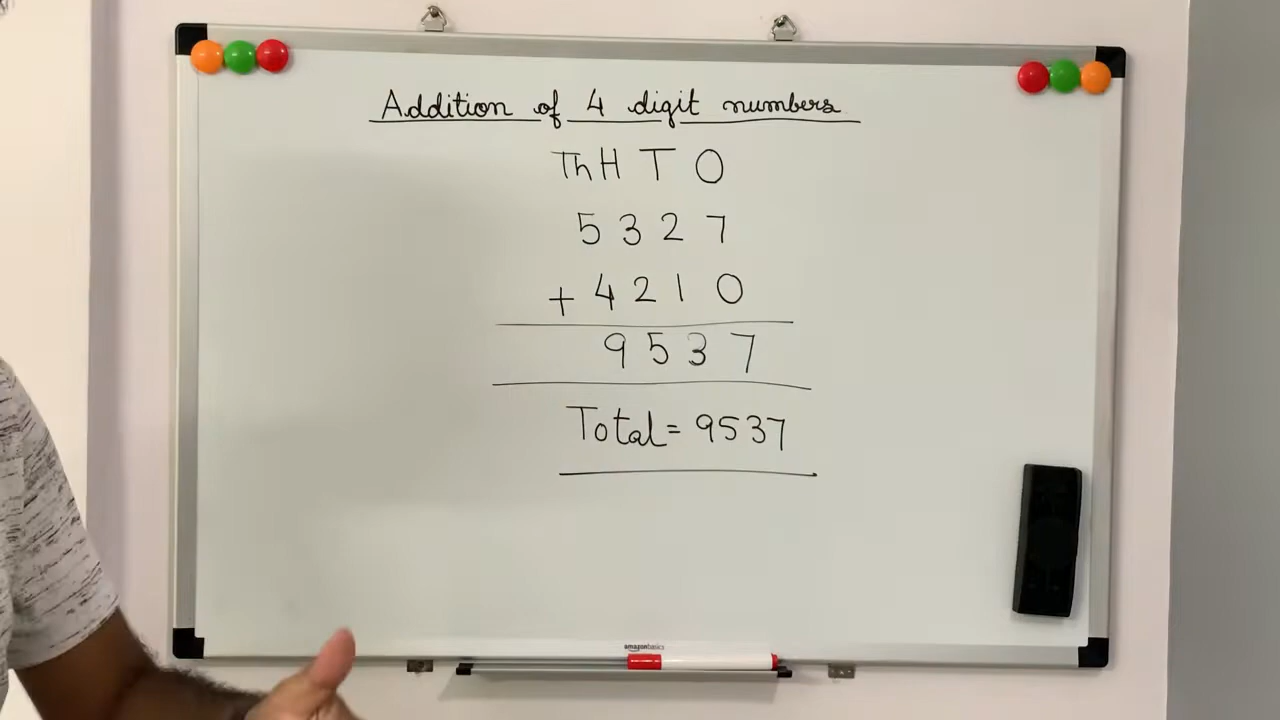 Addition of 4 digit numbers
Th H T O
5 3 2 7
+ 4 2 1 0
9 5 3 7
Total = 9537
amazonbasics